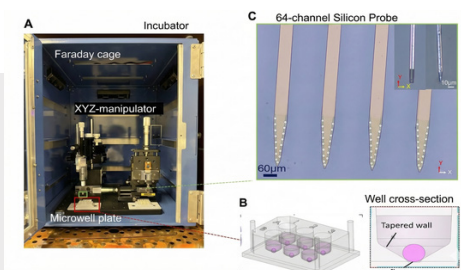 A
Incubator
Faraday cage
XYZ-manipulator
Microwell plate
C
64-channel Silicon Probe
60µm
Y
X
B
Well cross-section
Tapered wall